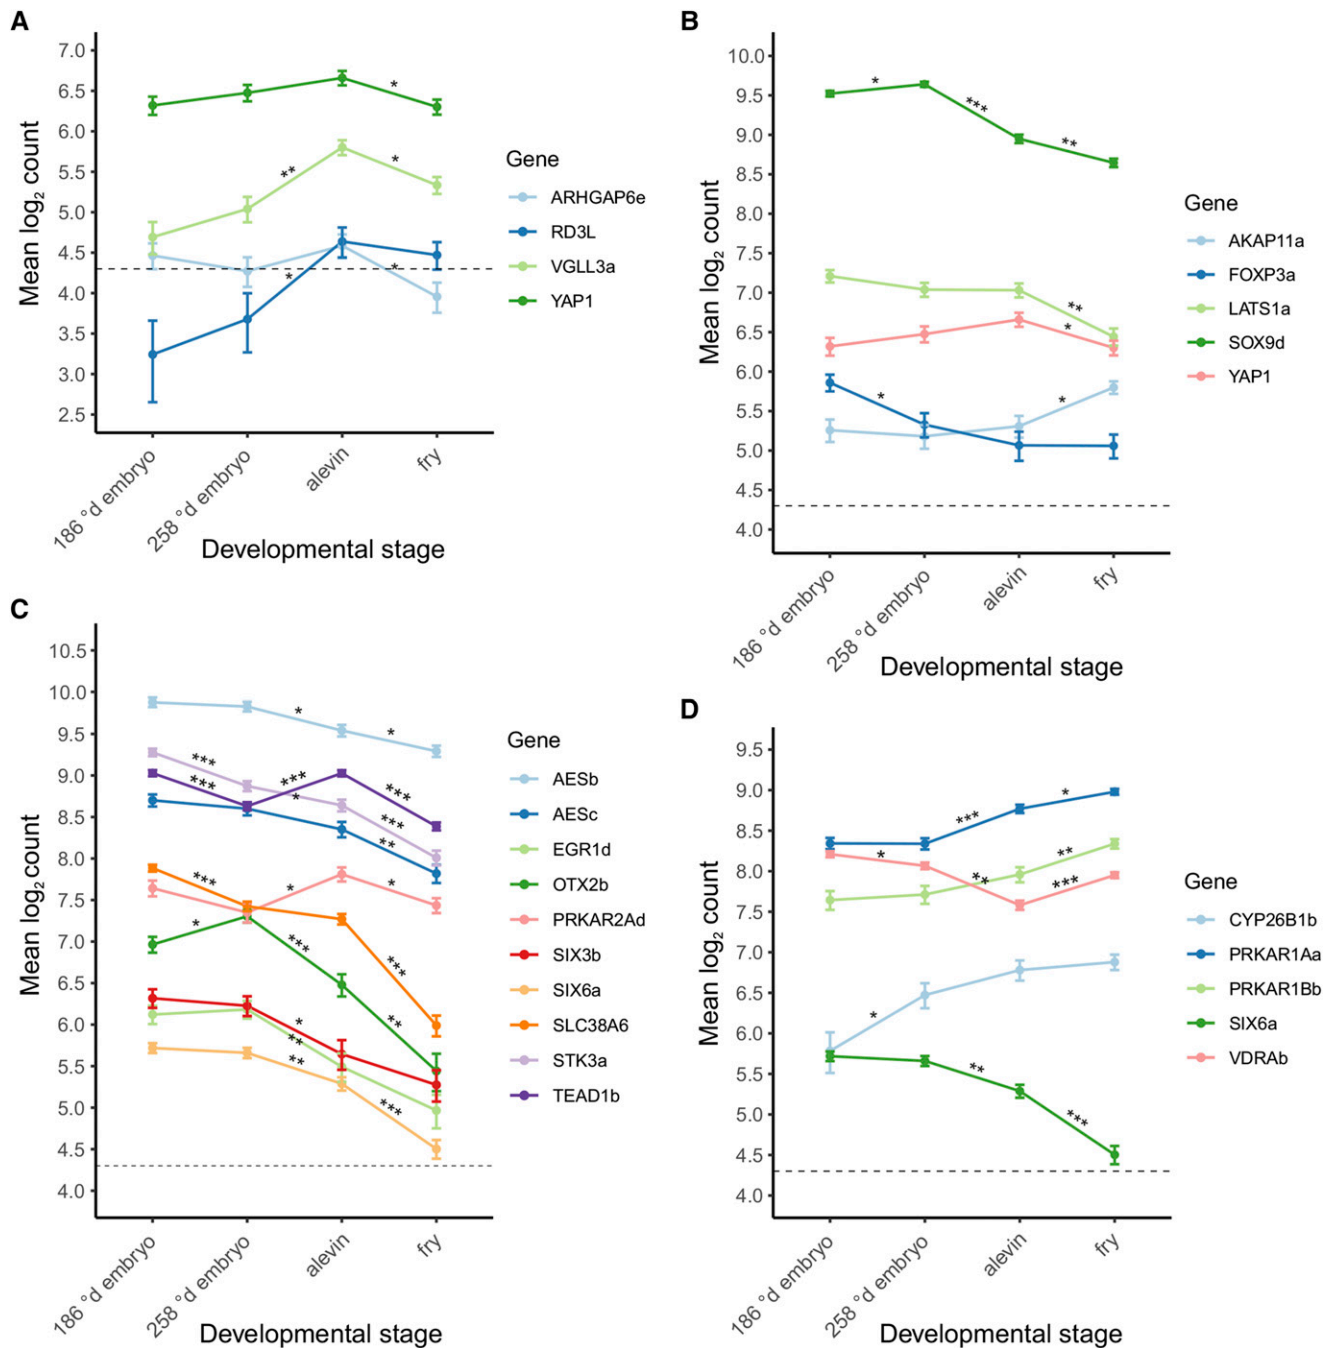 A
7.0
6.5
6.0
5.5
5.0
4.5
4.0
3.5
3.0
2.5
Mean log₂ count
*
**
*
*
*
186 °d embryo
258 °d embryo
alevin
fry
Developmental stage
Gene
ARHGAP6e
RD3L
VGLL3a
YAP1
B
10.0
9.5
9.0
8.5
8.0
7.5
7.0
6.5
6.0
5.5
5.0
4.5
4.0
Mean log₂ count
*
***
**
**
*
*
*
186 °d embryo
258 °d embryo
alevin
fry
Developmental stage
Gene
AKAP11a
FOXP3a
LATS1a
SOX9d
YAP1
C
10.5
10.0
9.5
9.0
8.5
8.0
7.5
7.0
6.5
6.0
5.5
5.0
4.5
4.0
Mean log₂ count
*
*
***
***
***
*
***
***
**
***
*
*
*
***
***
**
*
**
**
***
186 °d embryo
258 °d embryo
alevin
fry
Developmental stage
Gene
AESb
AESc
EGR1d
OTX2b
PRKAR2Ad
SIX3b
SIX6a
SLC38A6
STK3a
TEAD1b
D
9.5
9.0
8.5
8.0
7.5
7.0
6.5
6.0
5.5
5.0
4.5
4.0
Mean log₂ count
*
***
**
*
**
***
*
**
***
186 °d embryo
258 °d embryo
alevin
fry
Developmental stage
Gene
CYP26B1b
PRKAR1Aa
PRKAR1Bb
SIX6a
VDRAb